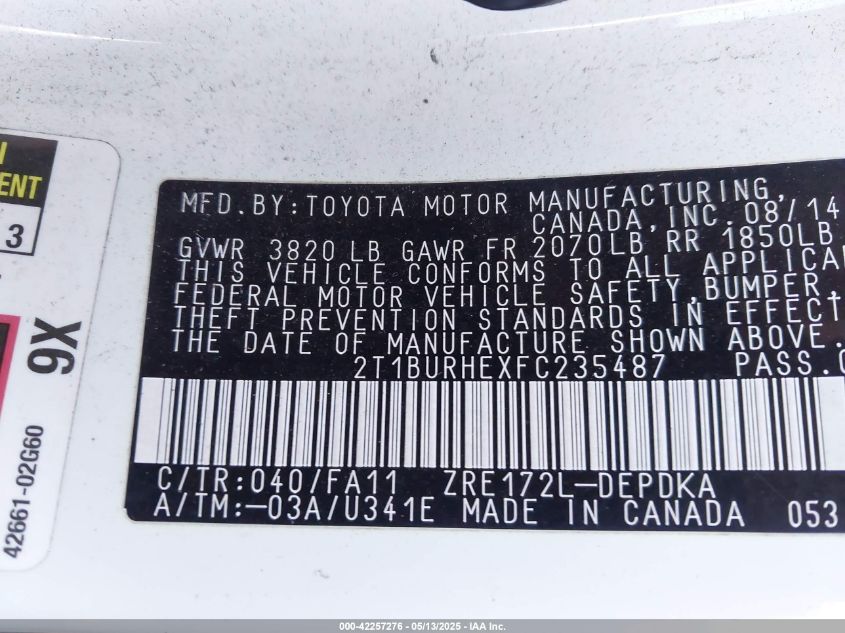 MFD.BY:TOYOTA MOTOR MANUFACTURING,
CANADA,INC.08/14
GVWR 3820 LB GAWR FR 2070LB RR 1850LB
THIS VEHICLE CONFORMS TO ALL APPLICA
FEDERAL MOTOR VEHICLE SAFETY,BUMPER,
THEFT PREVENTION STANDARDS IN EFFECT
THE DATE OF MANUFACTURE SHOWN ABOVE.
2T1BURHEXFC235487 PASS.
C/TR:040/FA11 ZRE172L-DEPDKA
A/TM:-03A/U341E MADE IN CANADA 053
ENT
3
9X
42661-02G60
000-42257276 - 05/13/2025 - IAA Inc.